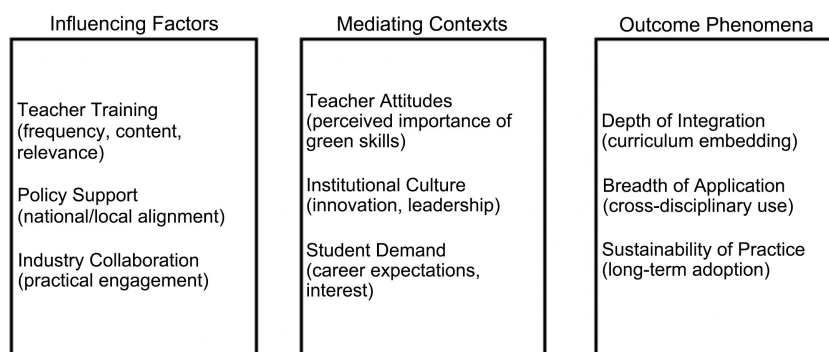 Influencing Factors
Teacher Training
(frequency, content,
relevance)
Policy Support
(national/local alignment)
Industry Collaboration
(practical engagement)
Mediating Contexts
Teacher Attitudes
(perceived importance of
green skills)
Institutional Culture
(innovation, leadership)
Student Demand
(career expectations,
interest)
Outcome Phenomena
Depth of Integration
(curriculum embedding)
Breadth of Application
(cross-disciplinary use)
Sustainability of Practice
(long-term adoption)